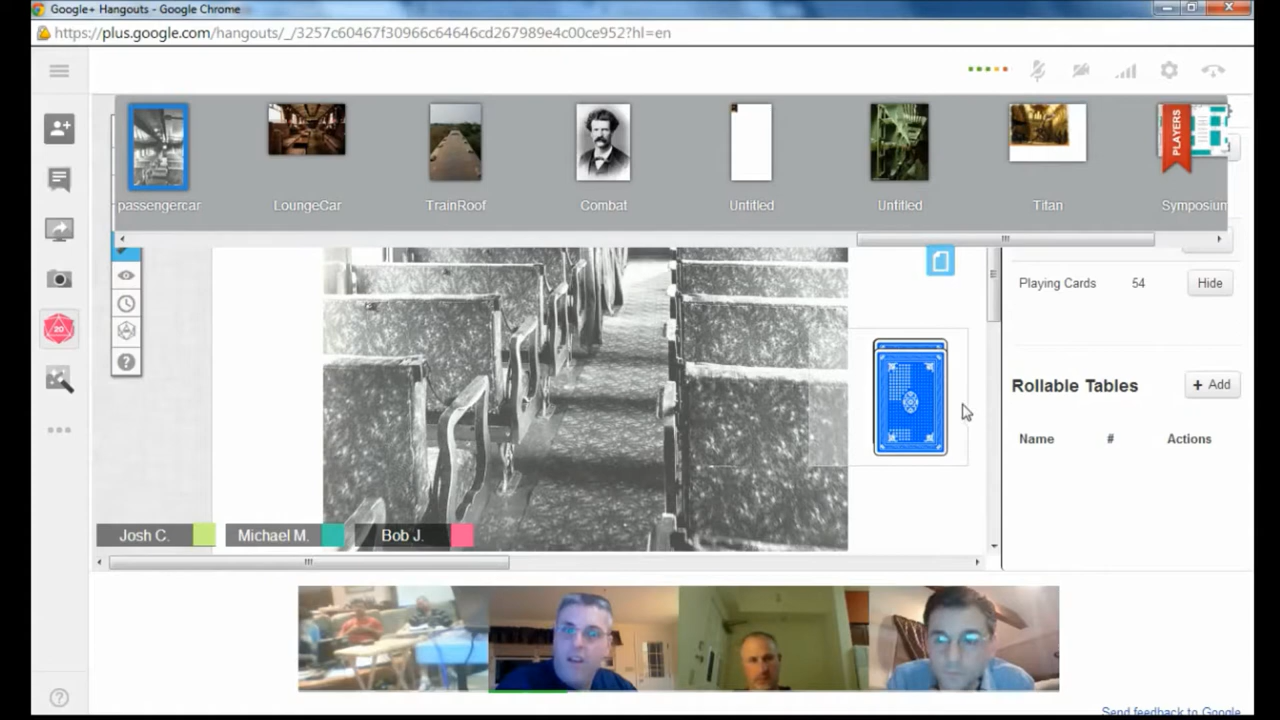 Google+ Hangouts - Google Chrome
https://plus.google.com/hangouts/_/3257c60467f30966c64646cd267989e4c00ce952?hl=en
PLAYERS
passengercar LoungeCar TrainRoof Combat Untitled Untitled Titan Symposium
Playing Cards 54 Hide
20
Rollable Tables + Add
Name # Actions
Josh C. Michael M. Bob J.
Send feedback to Google